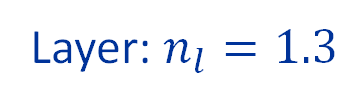 Layer: $n_l = 1.3$